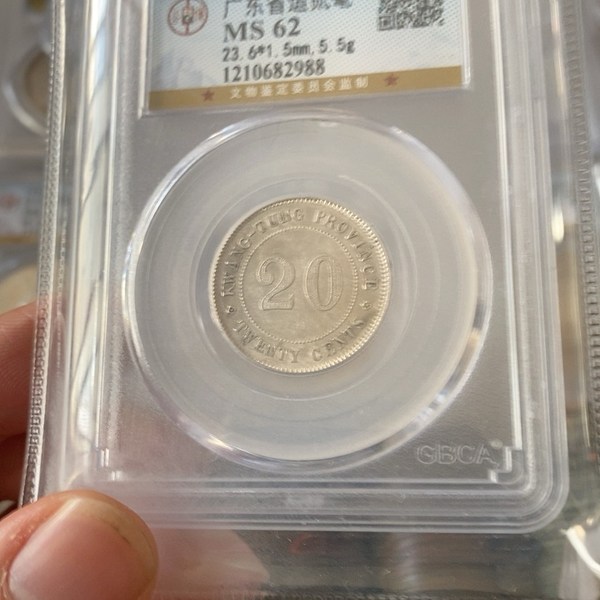 广东省造贰毫
MS 62
23.6*1.5mm, 5.5g
1210682988
★ 文物鉴定委员会监制 ★
KWANG-TUNG PROVINCE
20
TWENTY CENTS
GBCA